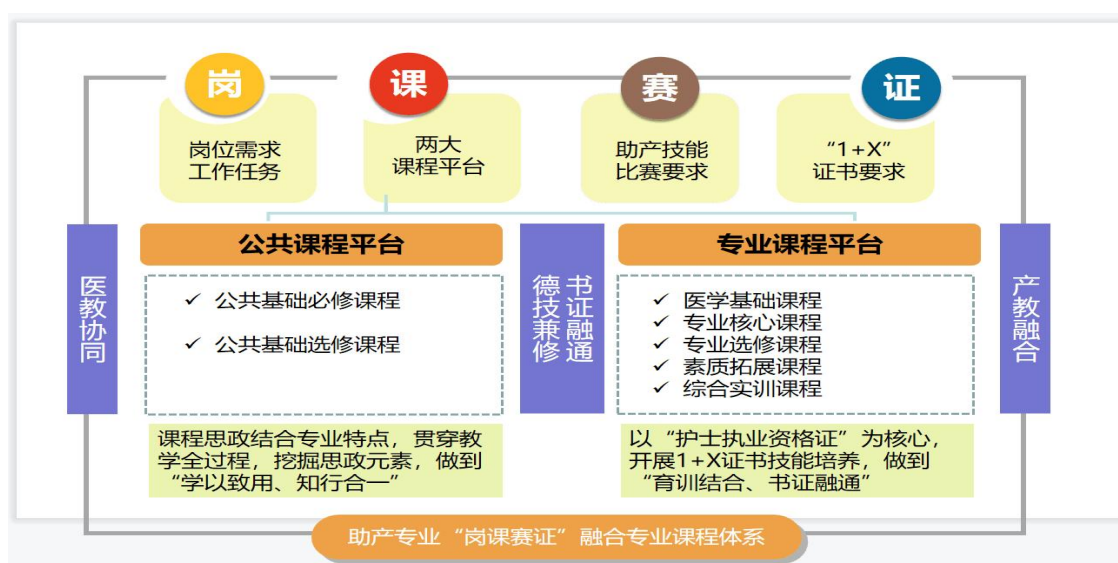 岗
课
赛
证
岗位需求
工作任务
两大
课程平台
助产技能
比赛要求
“1+X”
证书要求
医教协同
公共课程平台
✓ 公共基础必修课程
✓ 公共基础选修课程
课程思政结合专业特点，贯穿教
学全过程，挖掘思政元素，做到
“学以致用、知行合一”
书证融通
德技兼修
专业课程平台
✓ 医学基础课程
✓ 专业核心课程
✓ 专业选修课程
✓ 素质拓展课程
✓ 综合实训课程
以“护士执业资格证”为核心，
开展1+X证书技能培养，做到
“育训结合、书证融通”
产教融合
助产专业“岗课赛证”融合专业课程体系